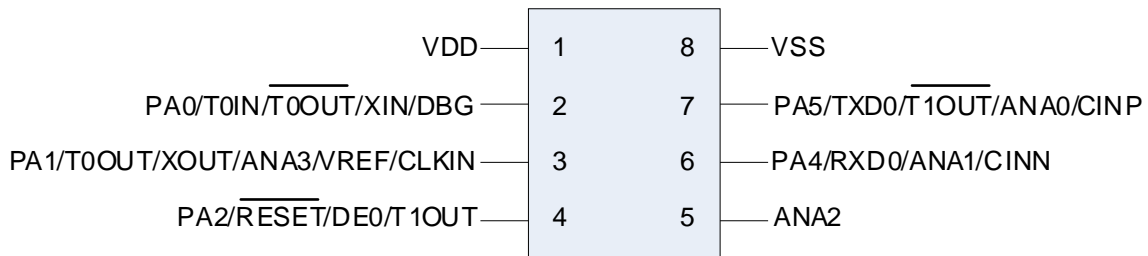 VDD 1 8 VSS
PA0/T0IN/T0OUT/XIN/DBG 2 7 PA5/TXD0/T1OUT/ANA0/CINP
PA1/T0OUT/XOUT/ANA3/VREF/CLKIN 3 6 PA4/RXD0/ANA1/CINN
PA2/RESET/DE0/T1OUT 4 5 ANA2